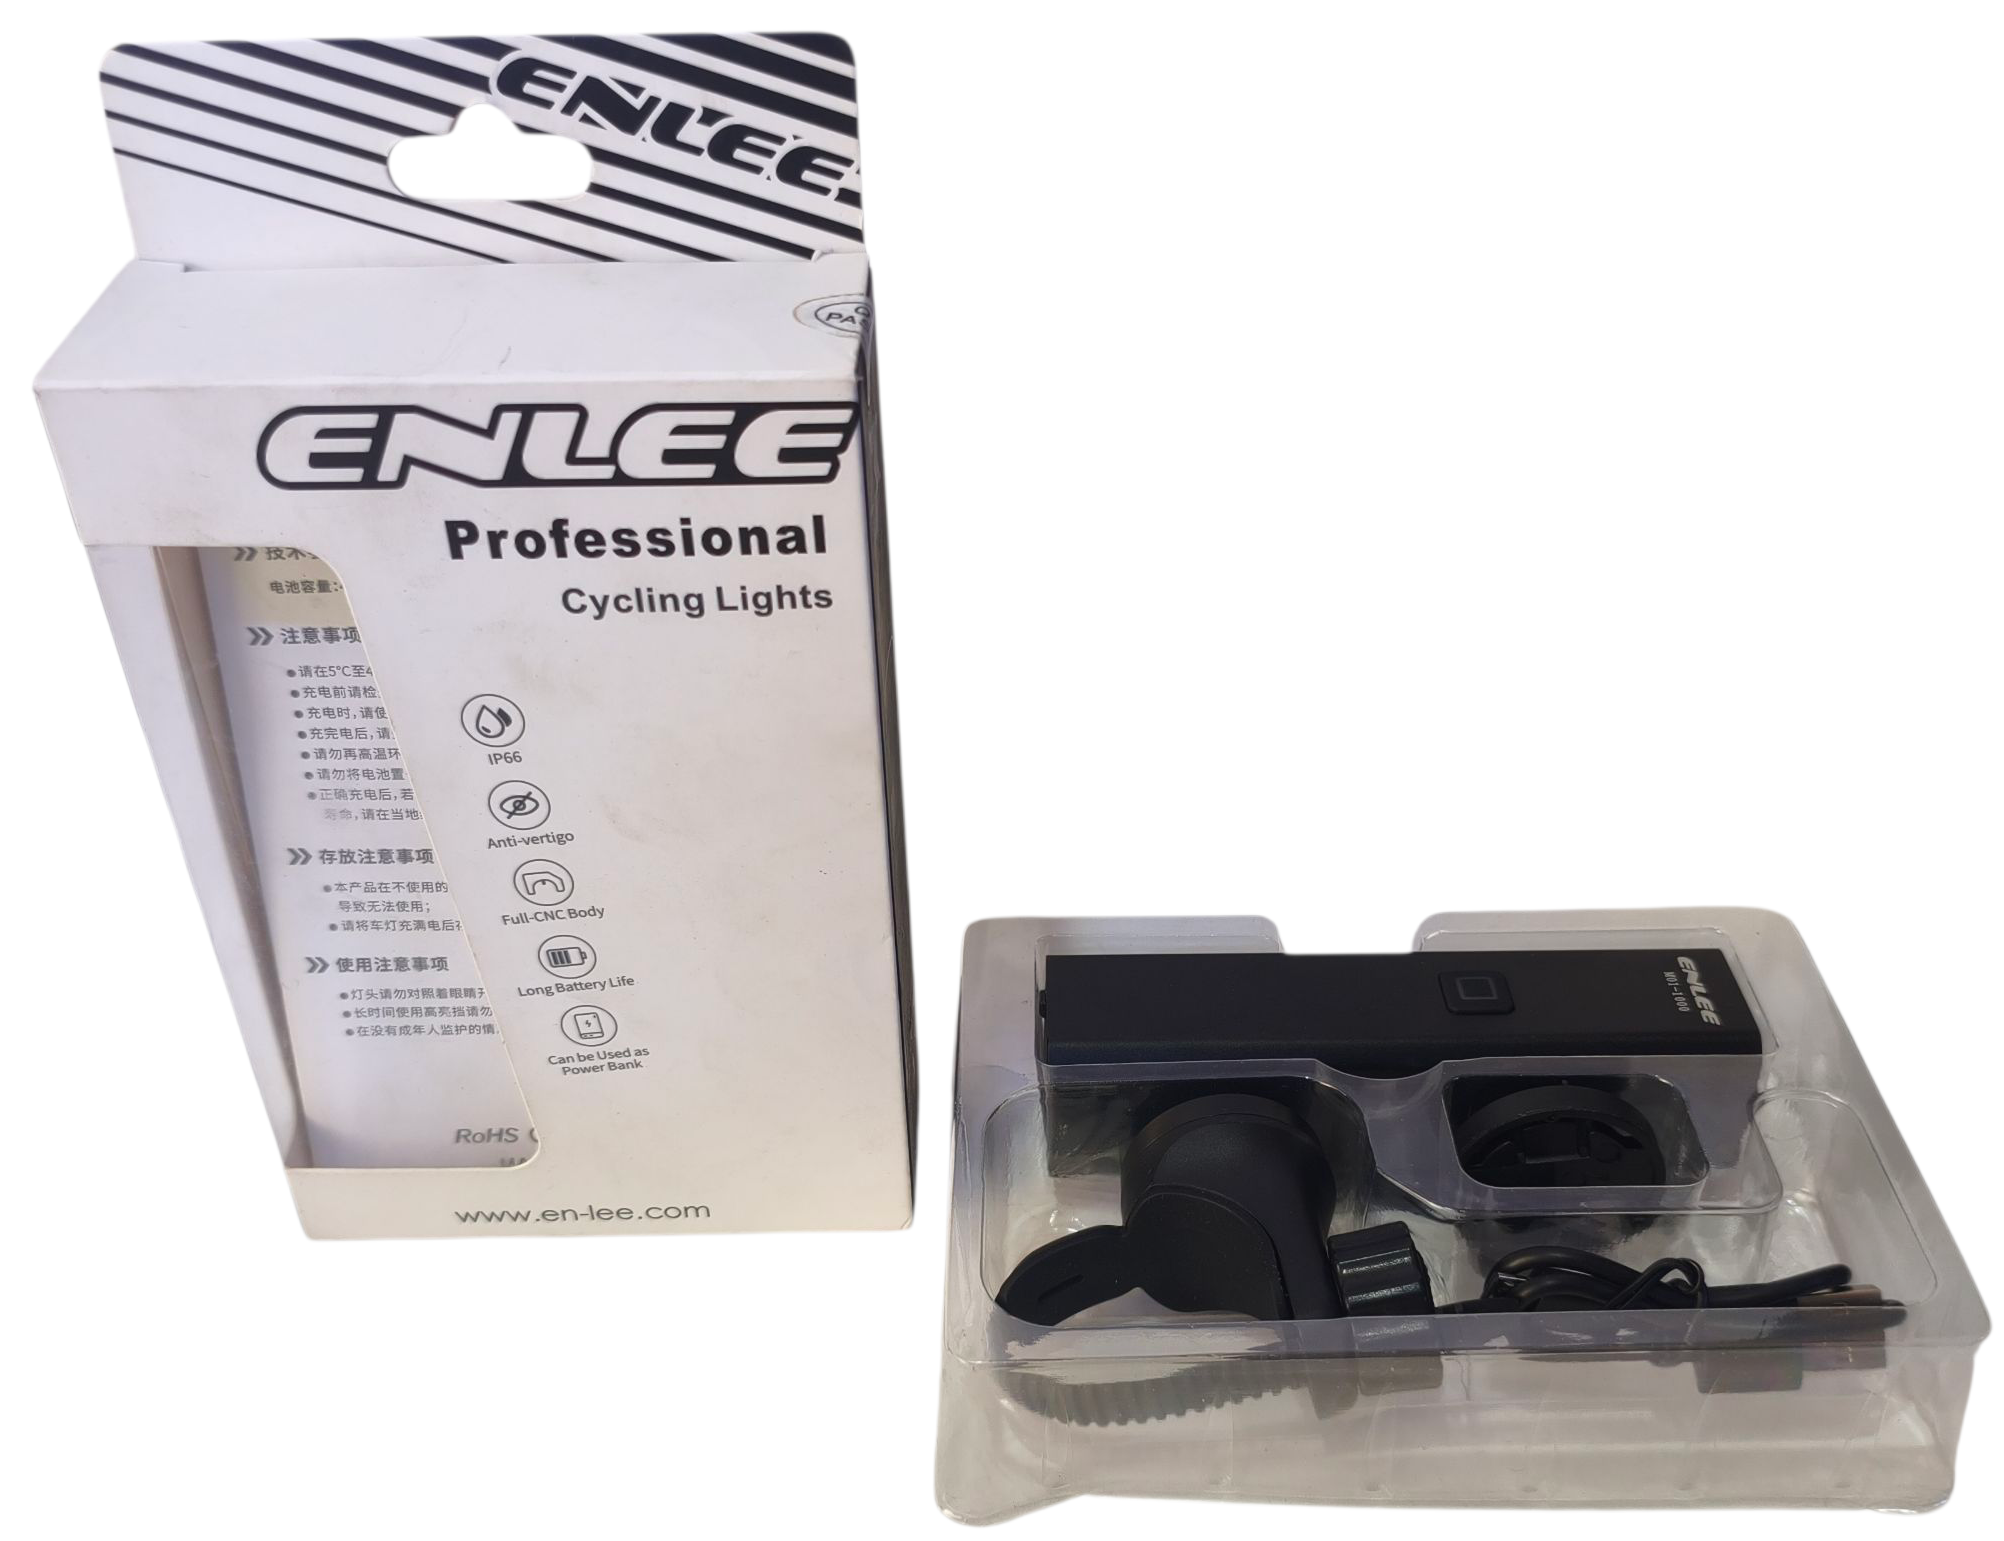 ENLEE
ENLEE
Professional
Cycling Lights
电池容量:
注意事项
请在5°C至4
充电前请检
充电时,请使
充完电后,请
请勿再高温环
请勿将电池置
正确充电后,若
寿命,请在当地
存放注意事项
本产品在不使用的
导致无法使用;
请将车灯充满电后
使用注意事项
灯头请勿对照着眼睛
长时间使用高亮挡请勿
在没有成年人监护的情
RoHS
IP66
Anti-vertigo
Full-CNC Body
Long Battery Life
Can be Used as
Power Bank
www.en-lee.com
ENLEE
M01-1000